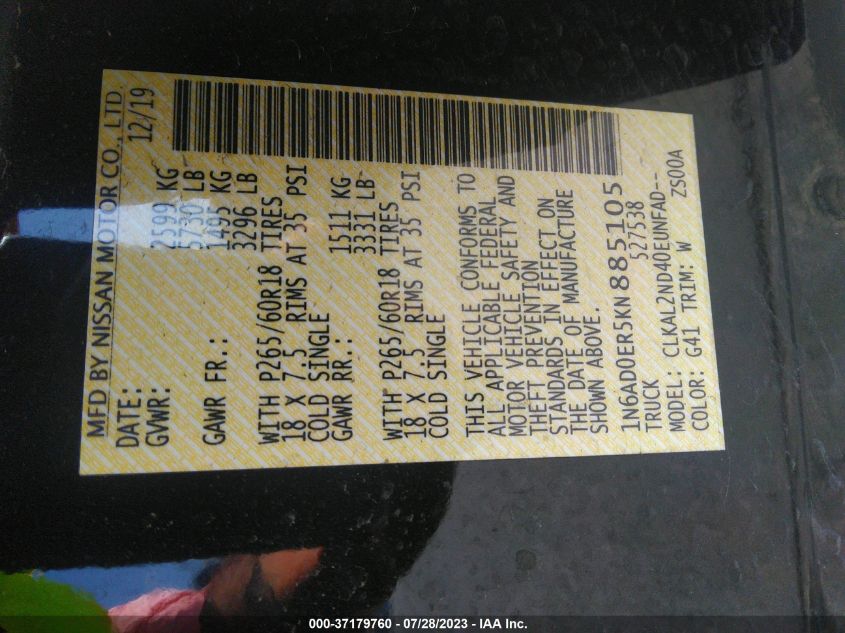 MFD BY NISSAN MOTOR CO., LTD.
DATE: 12/19
GVWR: 2599 KG
5730 LB
GAWR FR.: 1495 KG
3296 LB
WITH P265/60R18 TIRES
18 X 7.5 RIMS AT 35 PSI
COLD SINGLE
GAWR RR.: 1511 KG
3331 LB
WITH P265/60R18 TIRES
18 X 7.5 RIMS AT 35 PSI
COLD SINGLE
THIS VEHICLE CONFORMS TO
ALL APPLICABLE FEDERAL
MOTOR VEHICLE SAFETY AND
THEFT PREVENTION
STANDARDS IN EFFECT ON
THE DATE OF MANUFACTURE
SHOWN ABOVE.
1N6AD0ER5KN885105
TRUCK 527538
MODEL: CLKAL2ND40EUNFAD--
COLOR: G41 TRIM: W ZS00A
000-37179760 - 07/28/2023 - IAA Inc.